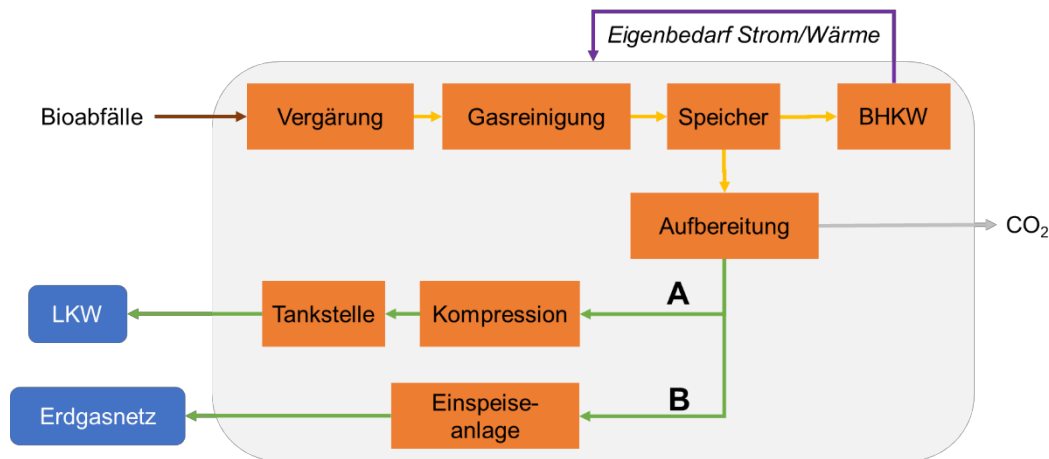 Eigenbedarf Strom/Wärme
Bioabfälle
Vergärung
Gasreinigung
Speicher
BHKW
Aufbereitung
CO₂
A
LKW
Tankstelle
Kompression
B
Erdgasnetz
Einspeise-
anlage